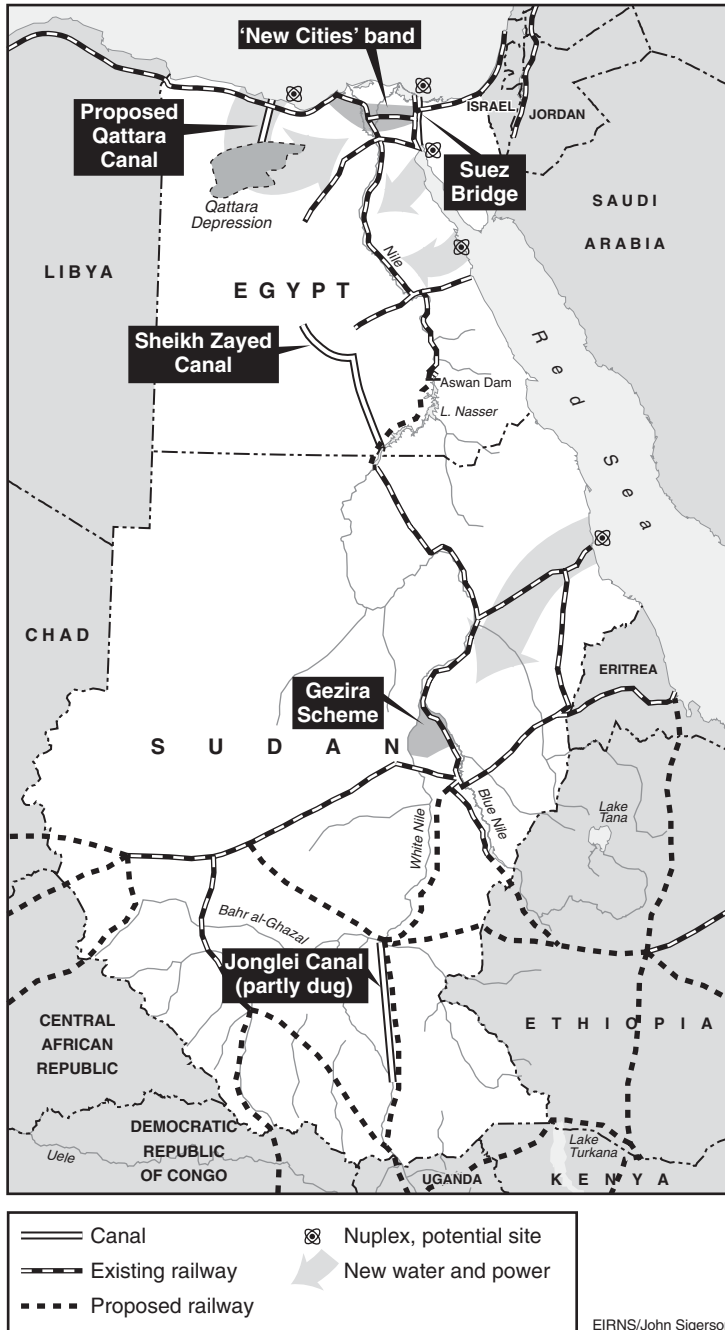 'New Cities' band
Proposed
Qattara
Canal
ISRAEL
JORDAN
Suez
Bridge
Qattara
Depression
SAUDI
ARABIA
LIBYA
Nile
EGYPT
Sheikh Zayed
Canal
Aswan Dam
L. Nasser
Red Sea
CHAD
ERITREA
Gezira
Scheme
SUDAN
Lake
Tana
White Nile
Blue Nile
Bahr al-Ghazal
Jonglei Canal
(partly dug)
CENTRAL
AFRICAN
REPUBLIC
ETHIOPIA
DEMOCRATIC
REPUBLIC
OF CONGO
Uele
Lake
Turkana
UGANDA
KENYA
Canal
Nuplex, potential site
Existing railway
New water and power
Proposed railway
EIRNS/John Sigerso